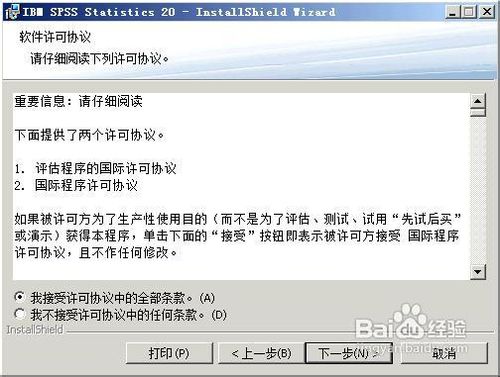 IBM SPSS Statistics 20 - InstallShield Wizard
软件许可协议
请仔细阅读下列许可协议。
重要信息: 请仔细阅读
下面提供了两个许可协议。
1. 评估程序的国际许可协议
2. 国际程序许可协议
如果被许可方为了生产性使用目的(而不是为了评估、测试、试用“先试后买”
或演示)获得本程序，单击下面的“接受”按钮即表示被许可方接受 国际程序
许可协议，且不作任何修改。
我接受许可协议中的全部条款。(A)
我不接受许可协议中的任何条款。(D)
InstallShield
打印(P) <上一步(B) 下一步(N)> 取消
Baidu经验
jingyan.baidu.com